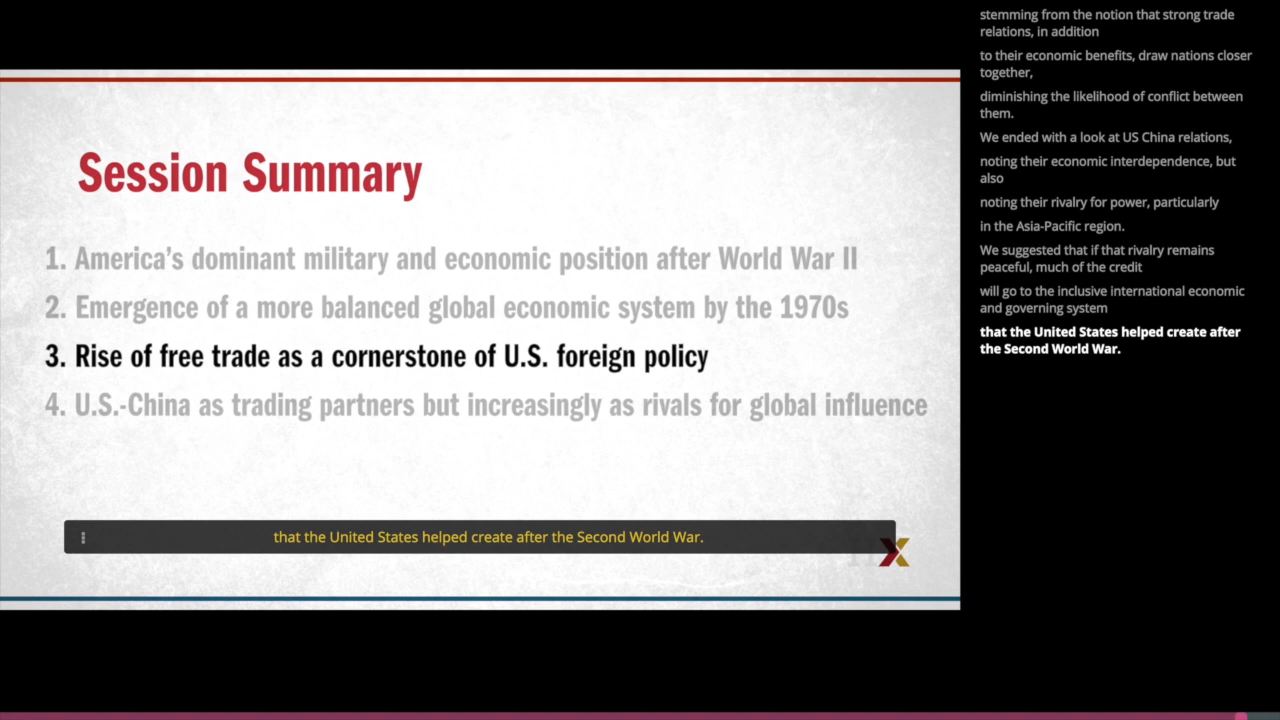 Session Summary
1. America's dominant military and economic position after World War II
2. Emergence of a more balanced global economic system by the 1970s
3. Rise of free trade as a cornerstone of U.S. foreign policy
4. U.S.-China as trading partners but increasingly as rivals for global influence
that the United States helped create after the Second World War.
X
stemming from the notion that strong trade
relations, in addition
to their economic benefits, draw nations closer
together,
diminishing the likelihood of conflict between
them.
We ended with a look at US China relations,
noting their economic interdependence, but
also
noting their rivalry for power, particularly
in the Asia-Pacific region.
We suggested that if that rivalry remains
peaceful, much of the credit
will go to the inclusive international economic
and governing system
that the United States helped create after
the Second World War.